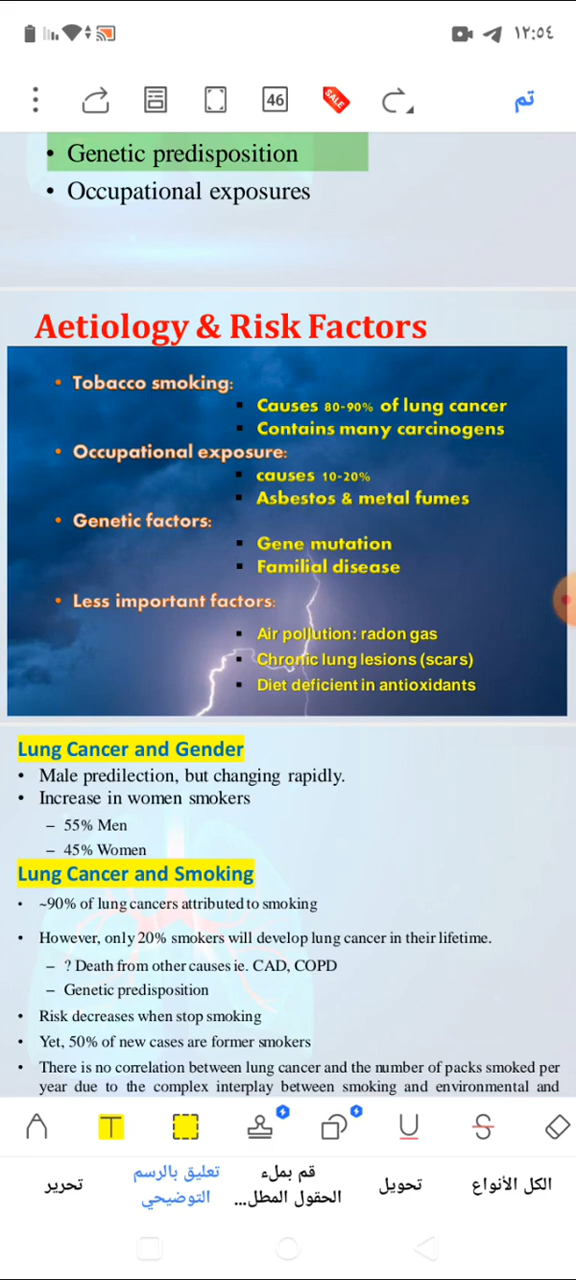 ١٢:٥٤
46
SALE
تم
• Genetic predisposition
• Occupational exposures
Aetiology & Risk Factors
• Tobacco smoking:
▪ Causes 80-90% of lung cancer
▪ Contains many carcinogens
• Occupational exposure:
▪ causes 10-20%
▪ Asbestos & metal fumes
• Genetic factors:
▪ Gene mutation
▪ Familial disease
• Less important factors:
▪ Air pollution: radon gas
▪ Chronic lung lesions (scars)
▪ Diet deficient in antioxidants
Lung Cancer and Gender
• Male predilection, but changing rapidly.
• Increase in women smokers
– 55% Men
– 45% Women
Lung Cancer and Smoking
• ~90% of lung cancers attributed to smoking
• However, only 20% smokers will develop lung cancer in their lifetime.
– ? Death from other causes ie. CAD, COPD
– Genetic predisposition
• Risk decreases when stop smoking
• Yet, 50% of new cases are former smokers
• There is no correlation between lung cancer and the number of packs smoked per
year due to the complex interplay between smoking and environmental and
T
U
S
الكل الأنواع
تحويل
قم بملء
الحقول المطل...
تعليق بالرسم
التوضيحي
تحرير